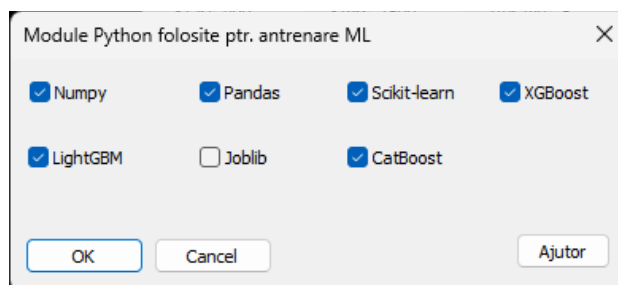 Module Python folosite ptr. antrenare ML
Numpy Pandas Scikit-learn XGBoost
LightGBM Joblib CatBoost
OK Cancel Ajutor